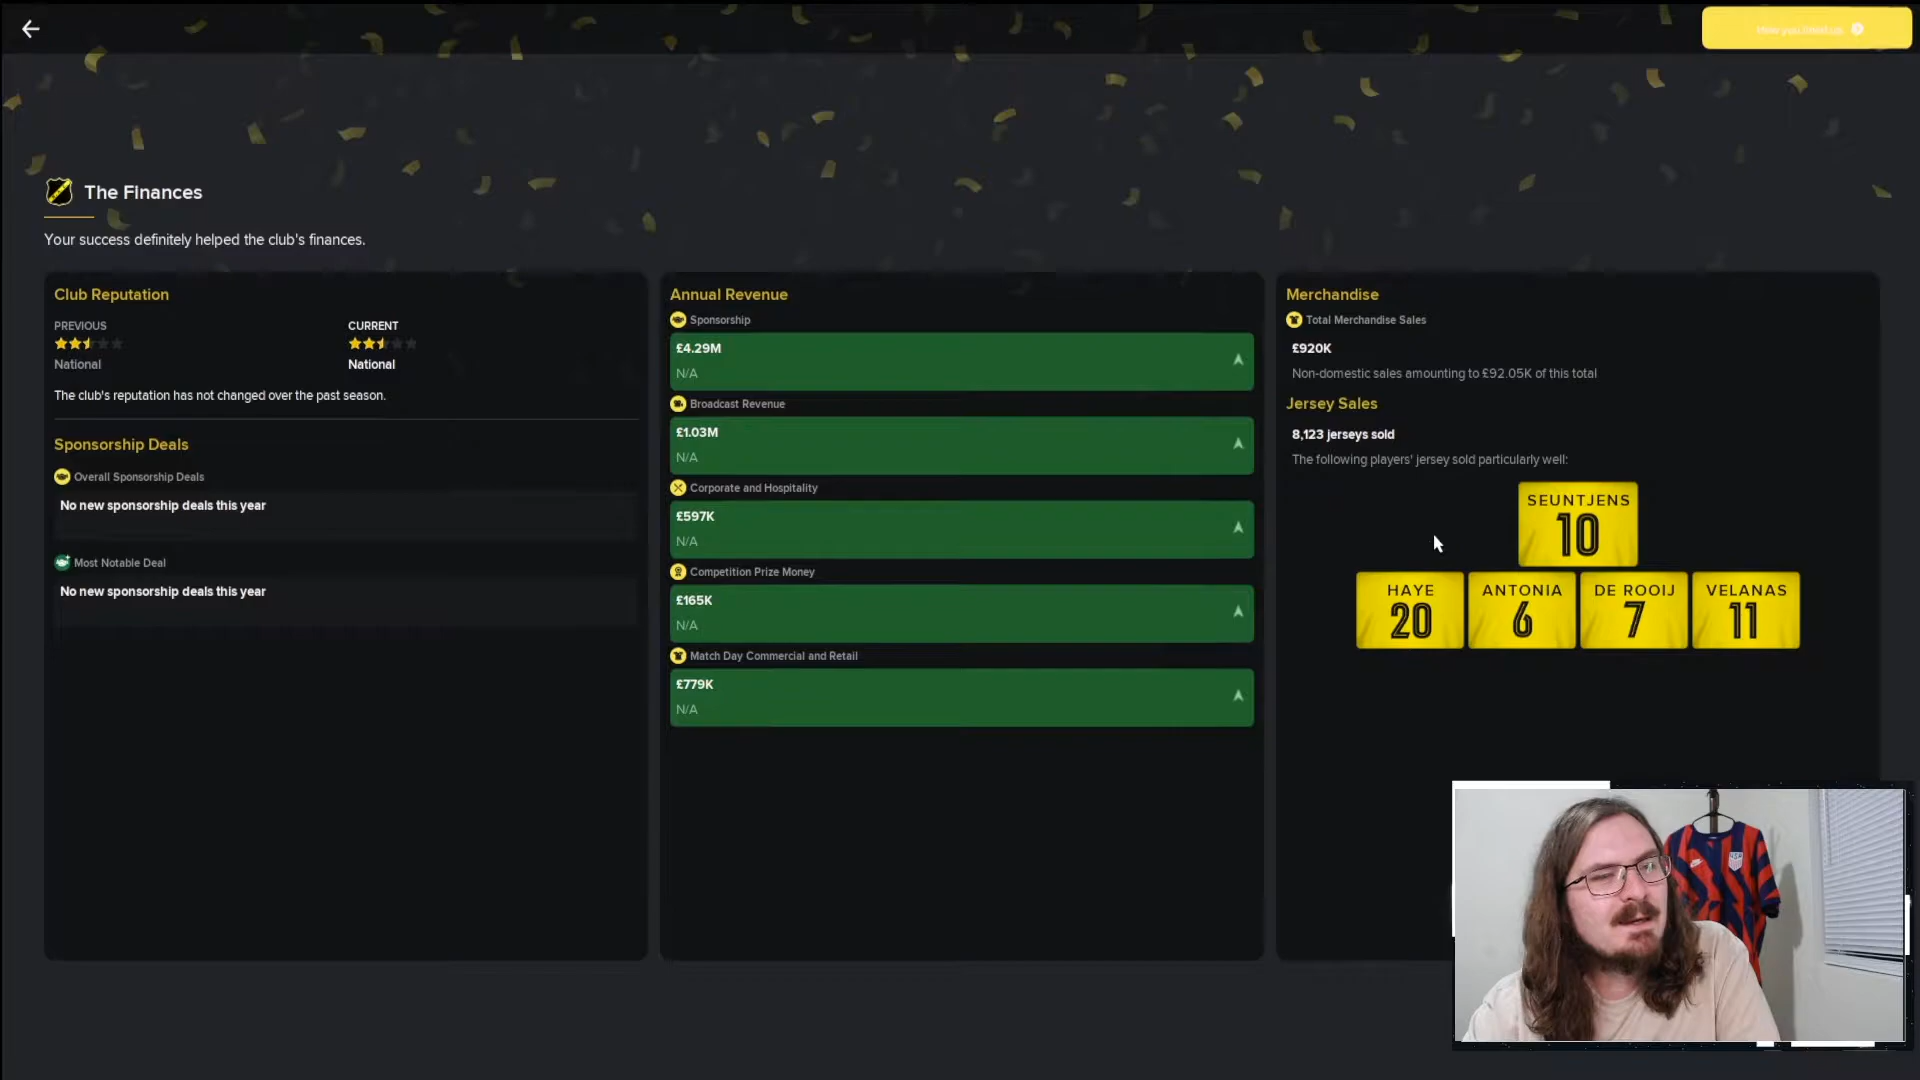 The Finances
Your success definitely helped the club's finances.
Club Reputation
PREVIOUS
National
CURRENT
National
The club's reputation has not changed over the past season.
Sponsorship Deals
Overall Sponsorship Deals
No new sponsorship deals this year
Most Notable Deal
No new sponsorship deals this year
Annual Revenue
Sponsorship
£4.29M
N/A
Broadcast Revenue
£1.03M
N/A
Corporate and Hospitality
£597K
N/A
Competition Prize Money
£165K
N/A
Match Day Commercial and Retail
£779K
N/A
Merchandise
Total Merchandise Sales
£920K
Non-domestic sales amounting to £92.05K of this total
Jersey Sales
8,123 jerseys sold
The following players' jersey sold particularly well:
SEUNTJENS
10
HAYE
20
ANTONIA
6
DE ROOIJ
7
VELANAS
11